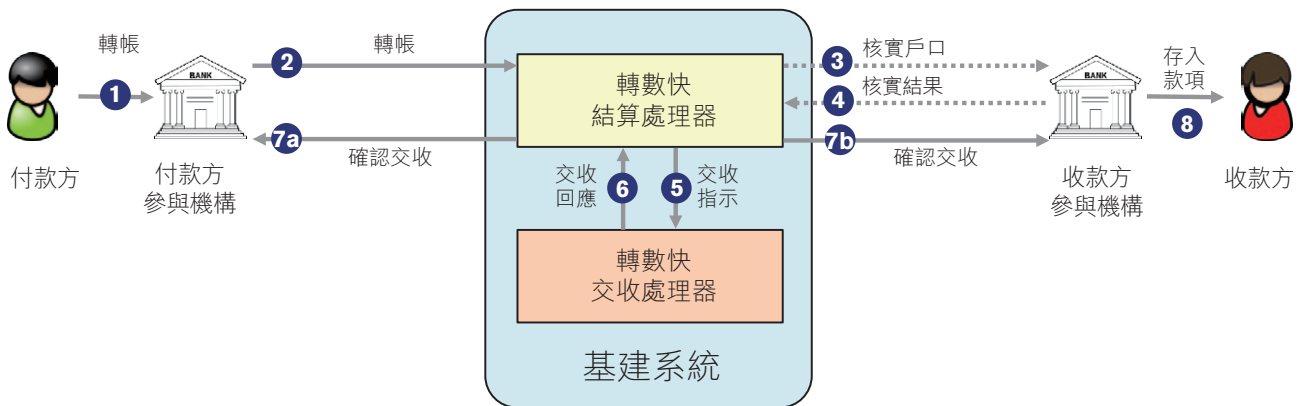 轉帳
1
付款方
BANK
付款方
參與機構
2
轉帳
7a
確認交收
轉數快
結算處理器
交收
回應
6
5
交收
指示
轉數快
交收處理器
基建系統
3
核實戶口
4
核實結果
7b
確認交收
BANK
收款方
參與機構
存入
款項
8
收款方